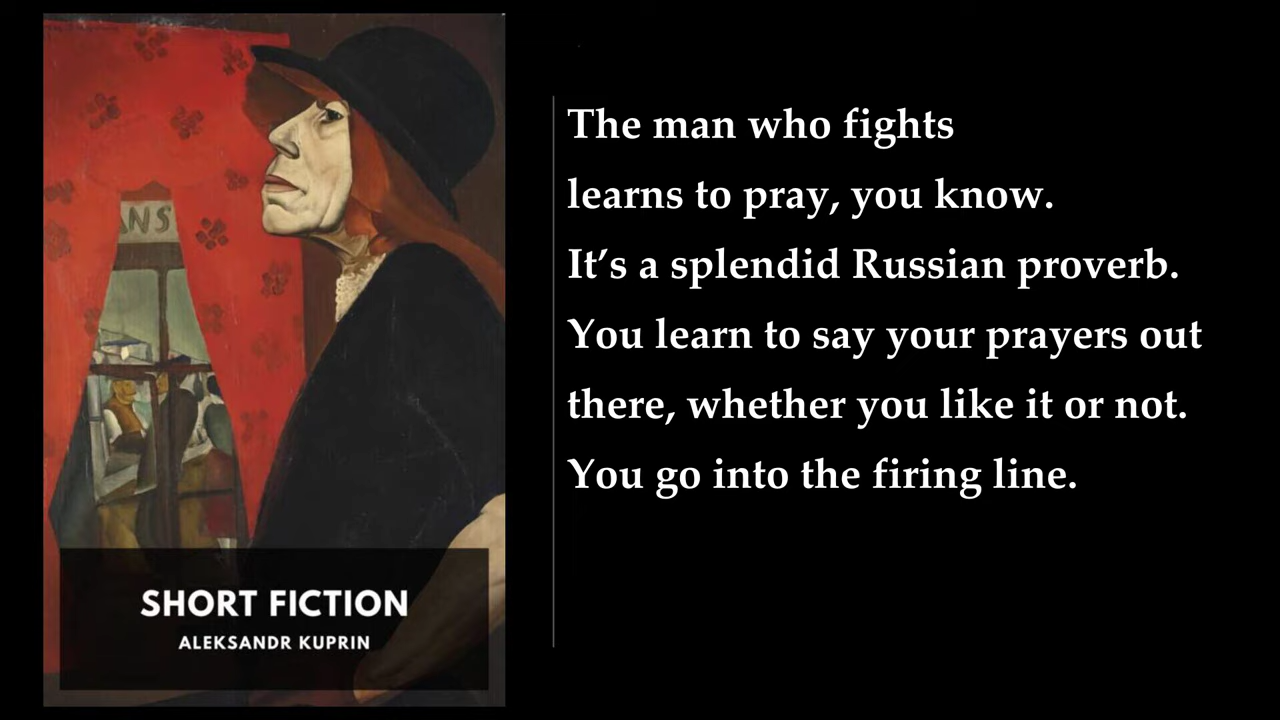 ANS
SHORT FICTION
ALEKSANDR KUPRIN
The man who fights
learns to pray, you know.
It’s a splendid Russian proverb.
You learn to say your prayers out
there, whether you like it or not.
You go into the firing line.